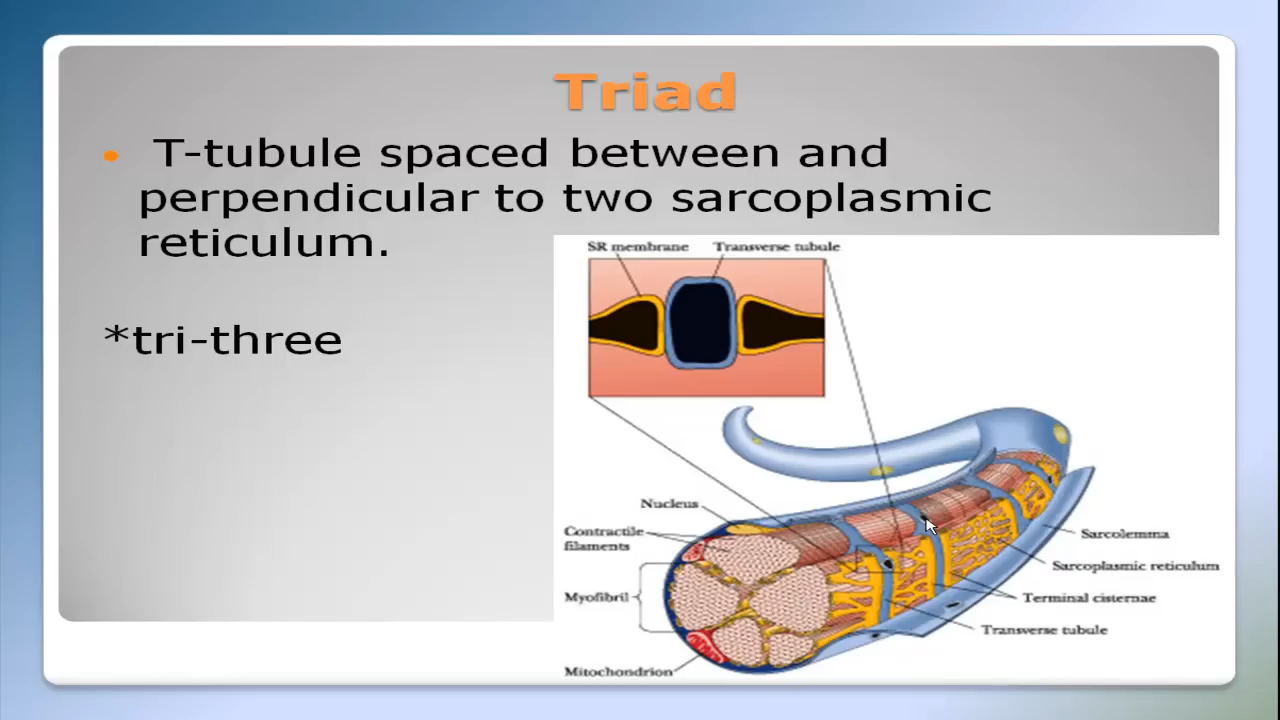 Triad
• T-tubule spaced between and
perpendicular to two sarcoplasmic
reticulum.
*tri-three
SR membrane
Transverse tubule
Nucleus
Contractile
filaments
Myofibril
Mitochondrion
Sarcolemma
Sarcoplasmic reticulum
Terminal cisternae
Transverse tubule